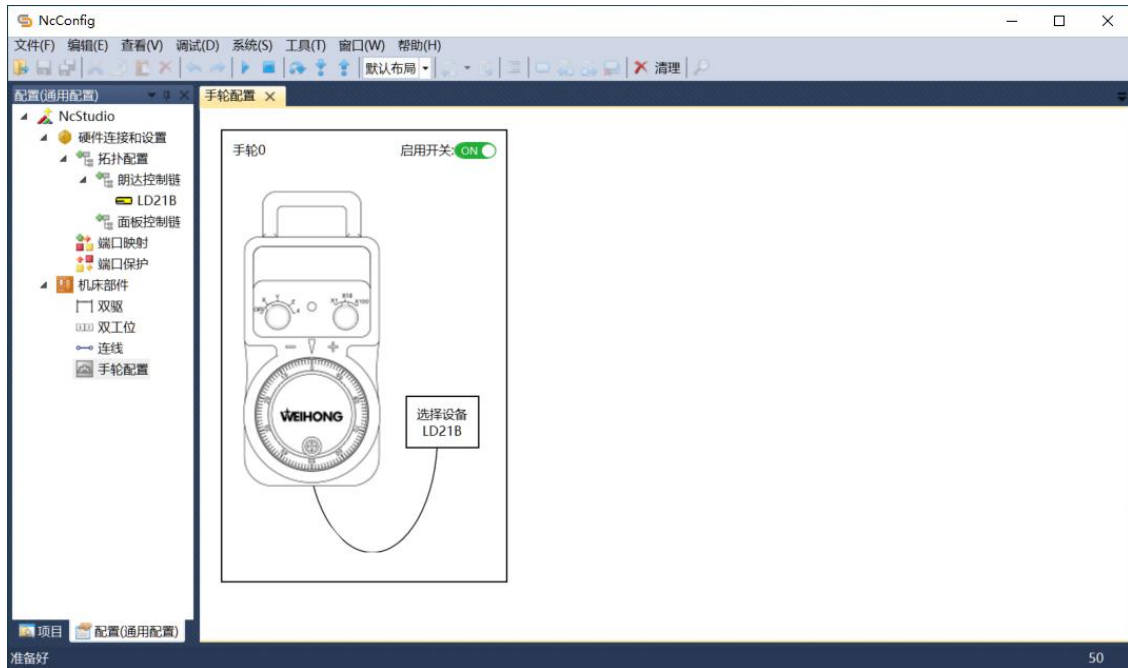 NcConfig
文件(F) 编辑(E) 查看(V) 调试(D) 系统(S) 工具(T) 窗口(W) 帮助(H)
默认布局 清理
配置(通用配置)
手轮配置
NcStudio
硬件连接和设置
拓扑配置
朗达控制链
LD21B
面板控制链
端口映射
端口保护
机床部件
双驱
双工位
连线
手轮配置
手轮0 启用开关: ON
OFF X Y Z 4 X1 X10 X100
− +
WEIHONG
选择设备
LD21B
项目 配置(通用配置)
准备好 50